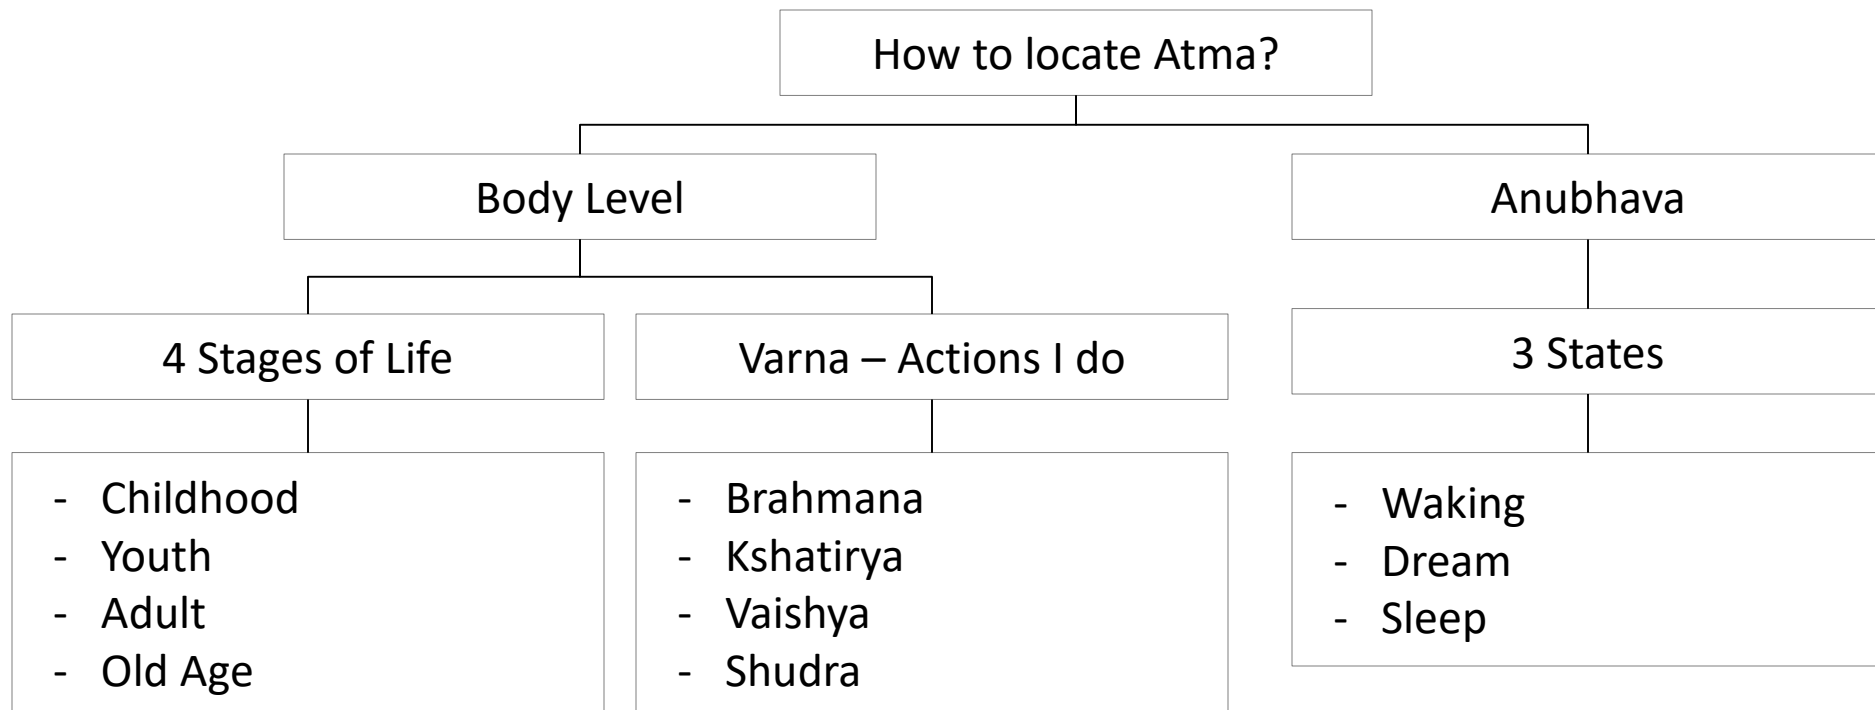 How to locate Atma?
Body Level
Anubhava
4 Stages of Life
Varna – Actions I do
3 States
- Childhood
- Youth
- Adult
- Old Age
- Brahmana
- Kshatirya
- Vaishya
- Shudra
- Waking
- Dream
- Sleep